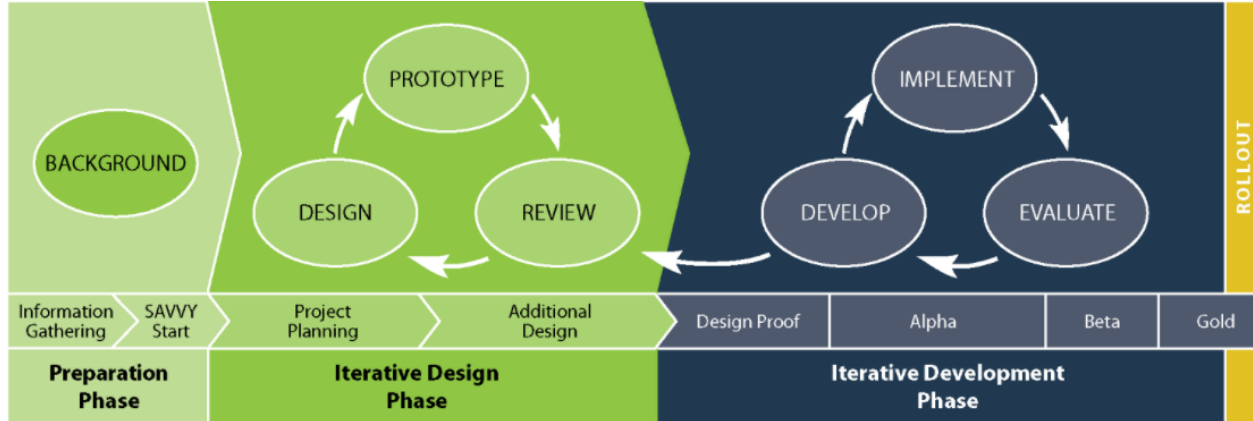 PROTOTYPE
IMPLEMENT
BACKGROUND
DESIGN
REVIEW
DEVELOP
EVALUATE
ROLLOUT
Information
Gathering
SAVVY
Start
Project
Planning
Additional
Design
Design Proof
Alpha
Beta
Gold
Preparation
Phase
Iterative Design
Phase
Iterative Development
Phase